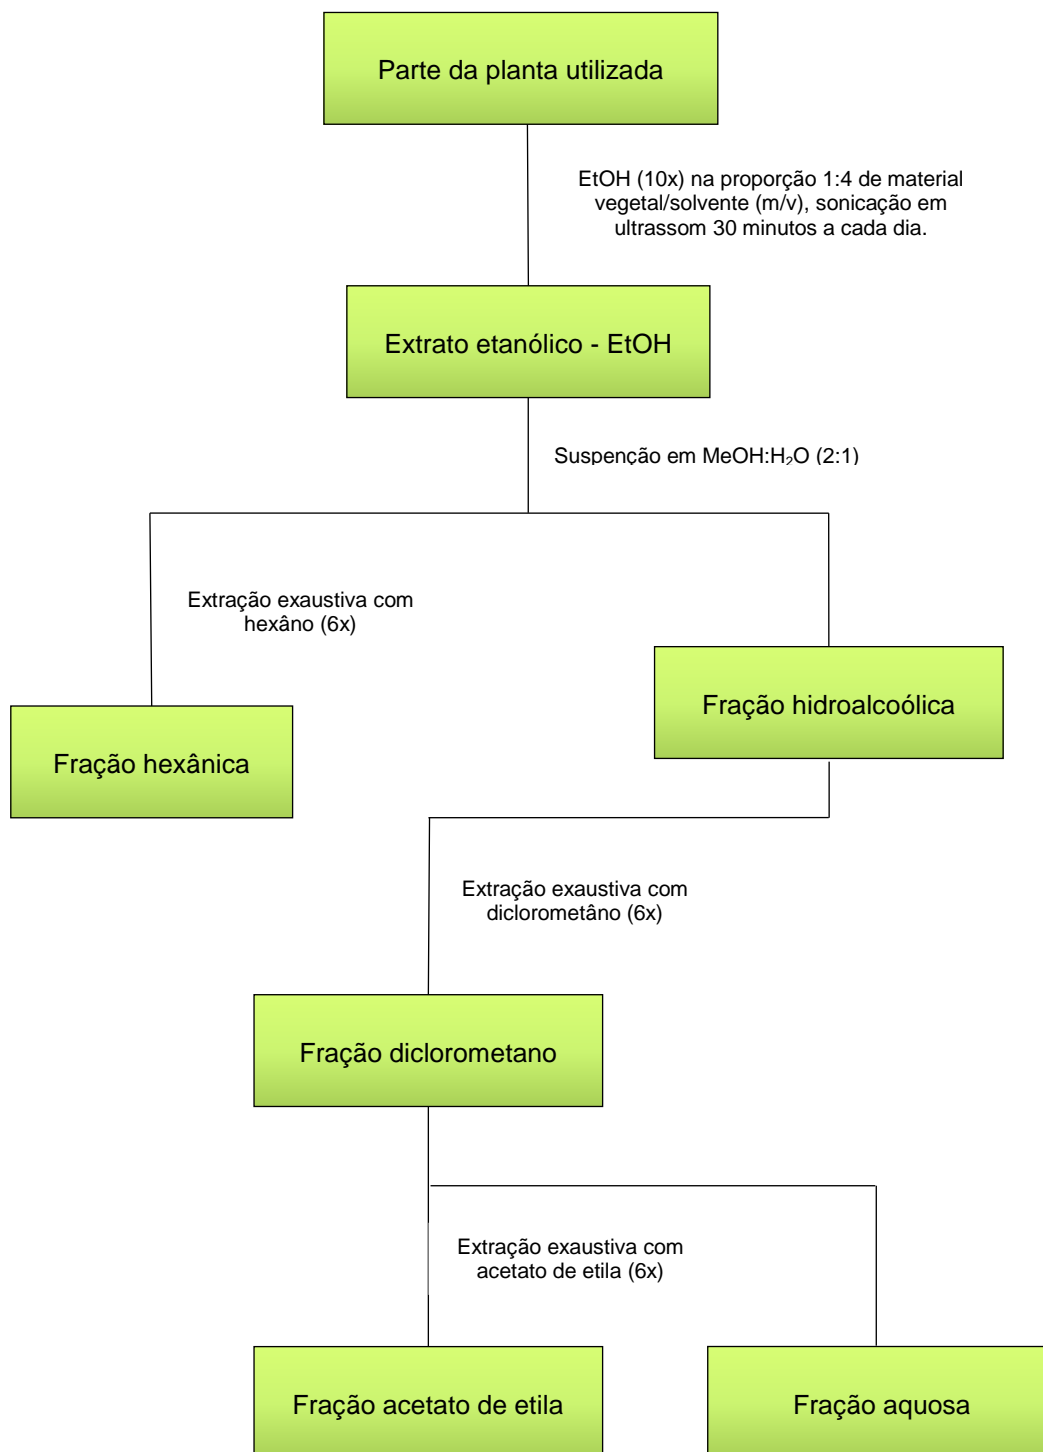 Parte da planta utilizada
EtOH (10x) na proporção 1:4 de material
vegetal/solvente (m/v), sonicação em
ultrassom 30 minutos a cada dia.
Extrato etanólico - EtOH
Suspenção em MeOH:H₂O (2:1)
Extração exaustiva com
hexâno (6x)
Fração hidroalcoólica
Fração hexânica
Extração exaustiva com
diclorometâno (6x)
Fração diclorometano
Extração exaustiva com
acetato de etila (6x)
Fração acetato de etila
Fração aquosa